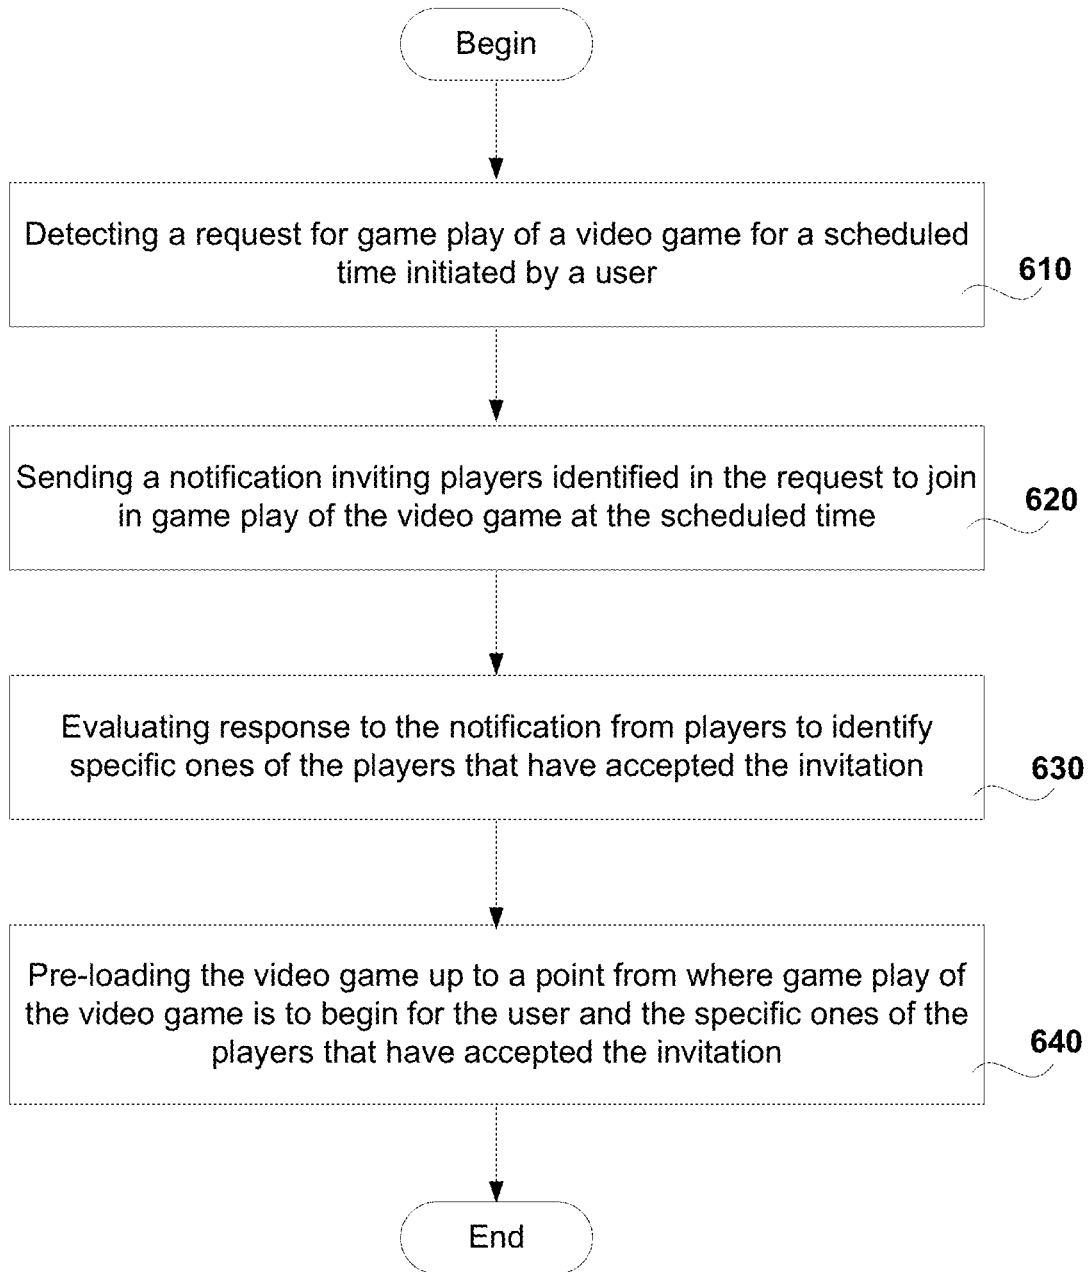 Begin
Detecting a request for game play of a video game for a scheduled
time initiated by a user
610
Sending a notification inviting players identified in the request to join
in game play of the video game at the scheduled time
620
Evaluating response to the notification from players to identify
specific ones of the players that have accepted the invitation
630
Pre-loading the video game up to a point from where game play of
the video game is to begin for the user and the specific ones of the
players that have accepted the invitation
640
End